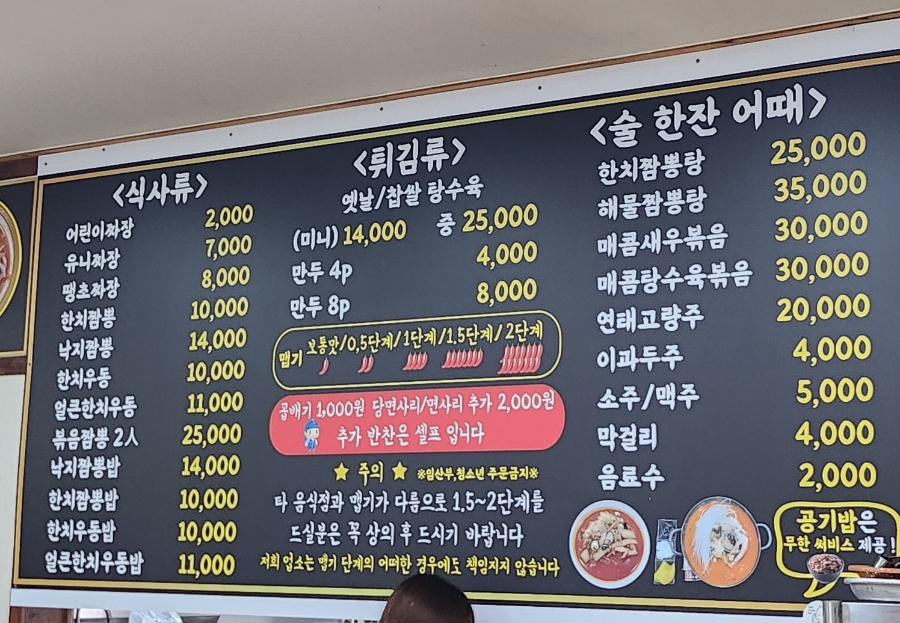 <식사류>
어린이짜장 2,000
유니짜장 7,000
땡초짜장 8,000
한치짬뽕 10,000
낙지짬뽕 14,000
한치우동 10,000
얼큰한치우동 11,000
볶음짬뽕 2人 25,000
낙지짬뽕밥 14,000
한치짬뽕밥 10,000
한치우동밥 10,000
얼큰한치우동밥 11,000
<튀김류>
옛날/찹쌀 탕수육
(미니) 14,000 중 25,000
만두 4p 4,000
만두 8p 8,000
맵기 보통맛/0,5단계/1단계/1,5단계/2단계
곱배기 1,000원 당면사리/면사리 추가 2,000원
추가 반찬은 셀프 입니다
★ 주의 ★ ※임산부,청소년 주문금지※
타 음식점과 맵기가 다름으로 1.5~2단계를
드실분은 꼭 상의 후 드시기 바랍니다
저희 업소는 맵기 단계의 어떠한 경우에도 책임지지 않습니다
<술 한잔 어때>
한치짬뽕탕 25,000
해물짬뽕탕 35,000
매콤새우볶음 30,000
매콤탕수육볶음 30,000
연태고량주 20,000
이과두주 4,000
소주/맥주 5,000
막걸리 4,000
음료수 2,000
공기밥은
무한 써비스 제공!